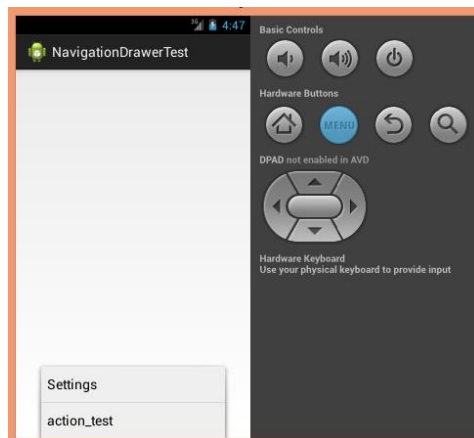 3G 4:47
NavigationDrawerTest
Settings
action_test
Basic Controls
Hardware Buttons
MENU
DPAD not enabled in AVD
Hardware Keyboard
Use your physical keyboard to provide input